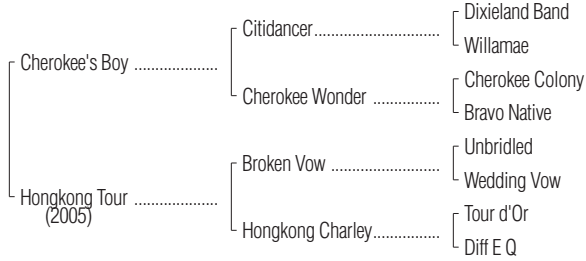 Dixieland Band
Citidancer......................................
Willamae
Cherokee's Boy .....................
Cherokee Colony
Cherokee Wonder .................
Bravo Native
Unbridled
Broken Vow ...........................
Wedding Vow
Hongkong Tour .....................
(2005)
Tour d'Or
Hongkong Charley.................
Diff E Q